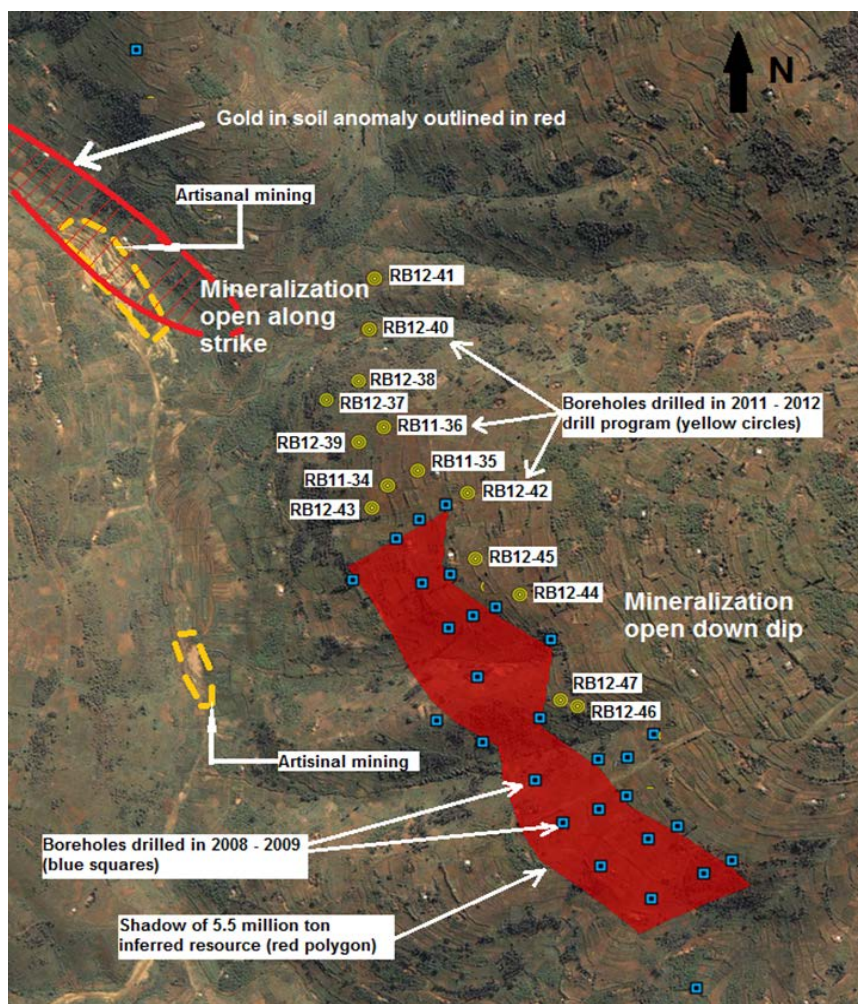 N
Gold in soil anomaly outlined in red
Artisanal mining
RB12-41
Mineralization
open along
strike
RB12-40
RB12-38
RB12-37
Boreholes drilled in 2011 - 2012
drill program (yellow circles)
RB11-36
RB12-39
RB11-35
RB11-34
RB12-42
RB12-43
RB12-45
RB12-44
Mineralization
open down dip
RB12-47
RB12-46
Artisinal mining
Boreholes drilled in 2008 - 2009
(blue squares)
Shadow of 5.5 million ton
inferred resource (red polygon)